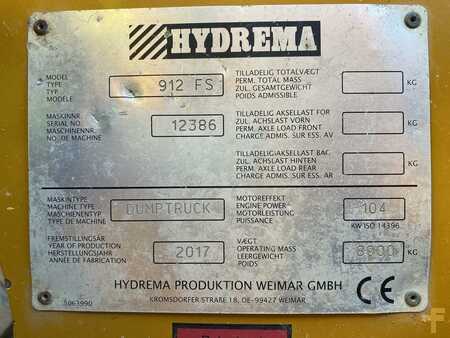 HYDREMA
MODEL
TYPE
TYP
MODÈLE
912 FS
TILLADELIG TOTALVÆGT
PERM. TOTAL MASS
ZUL. GESAMTGEWICHT
POIDS ADMISSIBLE
KG
MASKINNR.
SERIAL NO.
MASCHINENNR.
NO. DE MACHINE
12386
TILLADELIG AKSELLAST FOR
ZUL. ACHSLAST VORN
PERM. AXLE LOAD FRONT
CHARGE ADMIS. SUR ESS. AV
KG
TILLADELIG AKSELLAST BAG
ZUL. ACHSLAST HINTEN
PERM. AXLE LOAD REAR
CHARGE ADMIS. SUR ESS. AR
KG
MASKINTYPE
MACHINE TYPE
MASCHINENTYP
TYPE DE MACHINE
DUMPTRUCK
MOTOREFFEKT
ENGINE POWER
MOTORLEISTUNG
PUISSANCE
104
KW ISO 14396
FREMSTILLINGSÅR
YEAR OF PRODUCTION
HERSTELLUNGSJAHR
ANNÉE DE FABRICATION
2017
VÆGT
OPERATING MASS
LEERGEWICHT
POIDS
8900
KG
HYDREMA PRODUKTION WEIMAR GMBH
KROMSDORFER STRAßE 18, DE-99427 WEIMAR
CE
5063990